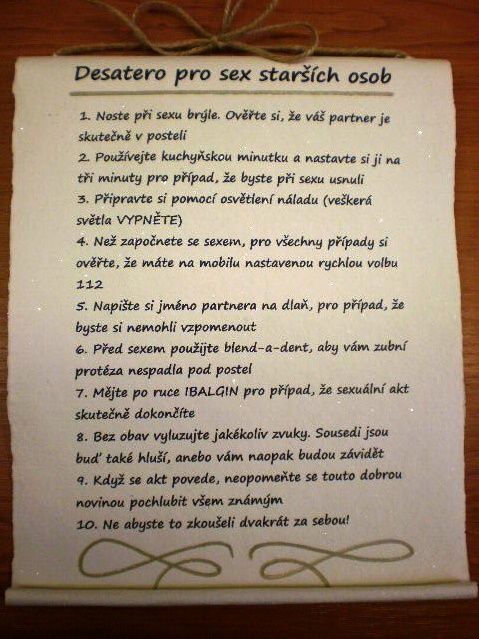 Desatero pro sex starších osob
1. Noste při sexu brýle. Ověřte si, že váš partner je
skutečně v posteli
2. Používejte kuchyňskou minutku a nastavte si ji na
tři minuty pro případ, že byste při sexu usnuli
3. Připravte si pomocí osvětlení náladu (veškerá
světla VYPNĚTE)
4. Než započnete se sexem, pro všechny případy si
ověřte, že máte na mobilu nastavenou rychlou volbu
112
5. Napište si jméno partnera na dlaň, pro případ, že
byste si nemohli vzpomenout
6. Před sexem použijte blend-a-dent, aby vám zubní
protéza nespadla pod postel
7. Mějte po ruce IBALGIN pro případ, že sexuální akt
skutečně dokončíte
8. Bez obav vyluzujte jakékoliv zvuky. Sousedi jsou
buď také hluší, anebo vám naopak budou závidět
9. Když se akt povede, neopomeňte se touto dobrou
novinou pochlubit všem známým
10. Ne abyste to zkoušeli dvakrát za sebou!